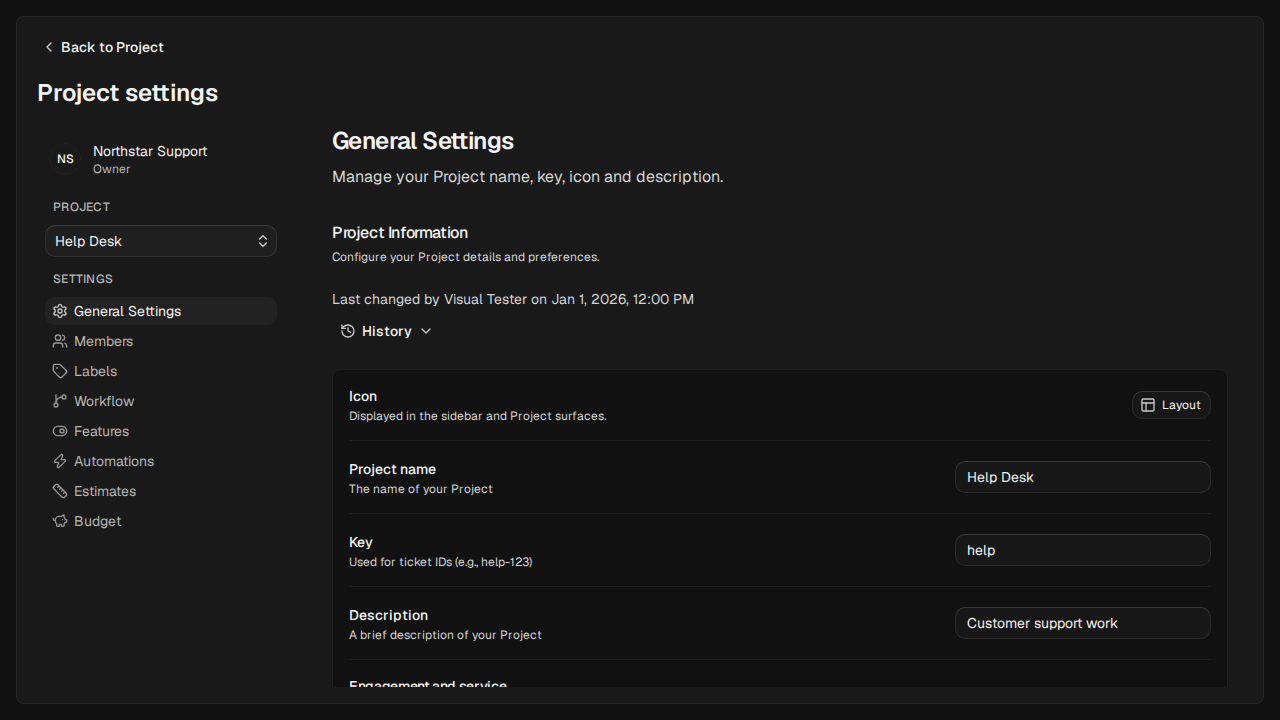 Back to Project
Project settings
NS
Northstar Support
Owner
PROJECT
Help Desk
SETTINGS
General Settings
Members
Labels
Workflow
Features
Automations
Estimates
Budget
General Settings
Manage your Project name, key, icon and description.
Project Information
Configure your Project details and preferences.
Last changed by Visual Tester on Jan 1, 2026, 12:00 PM
History
Icon
Displayed in the sidebar and Project surfaces.
Layout
Project name
The name of your Project
Help Desk
Key
Used for ticket IDs (e.g., help-123)
help
Description
A brief description of your Project
Customer support work
Engagement and service